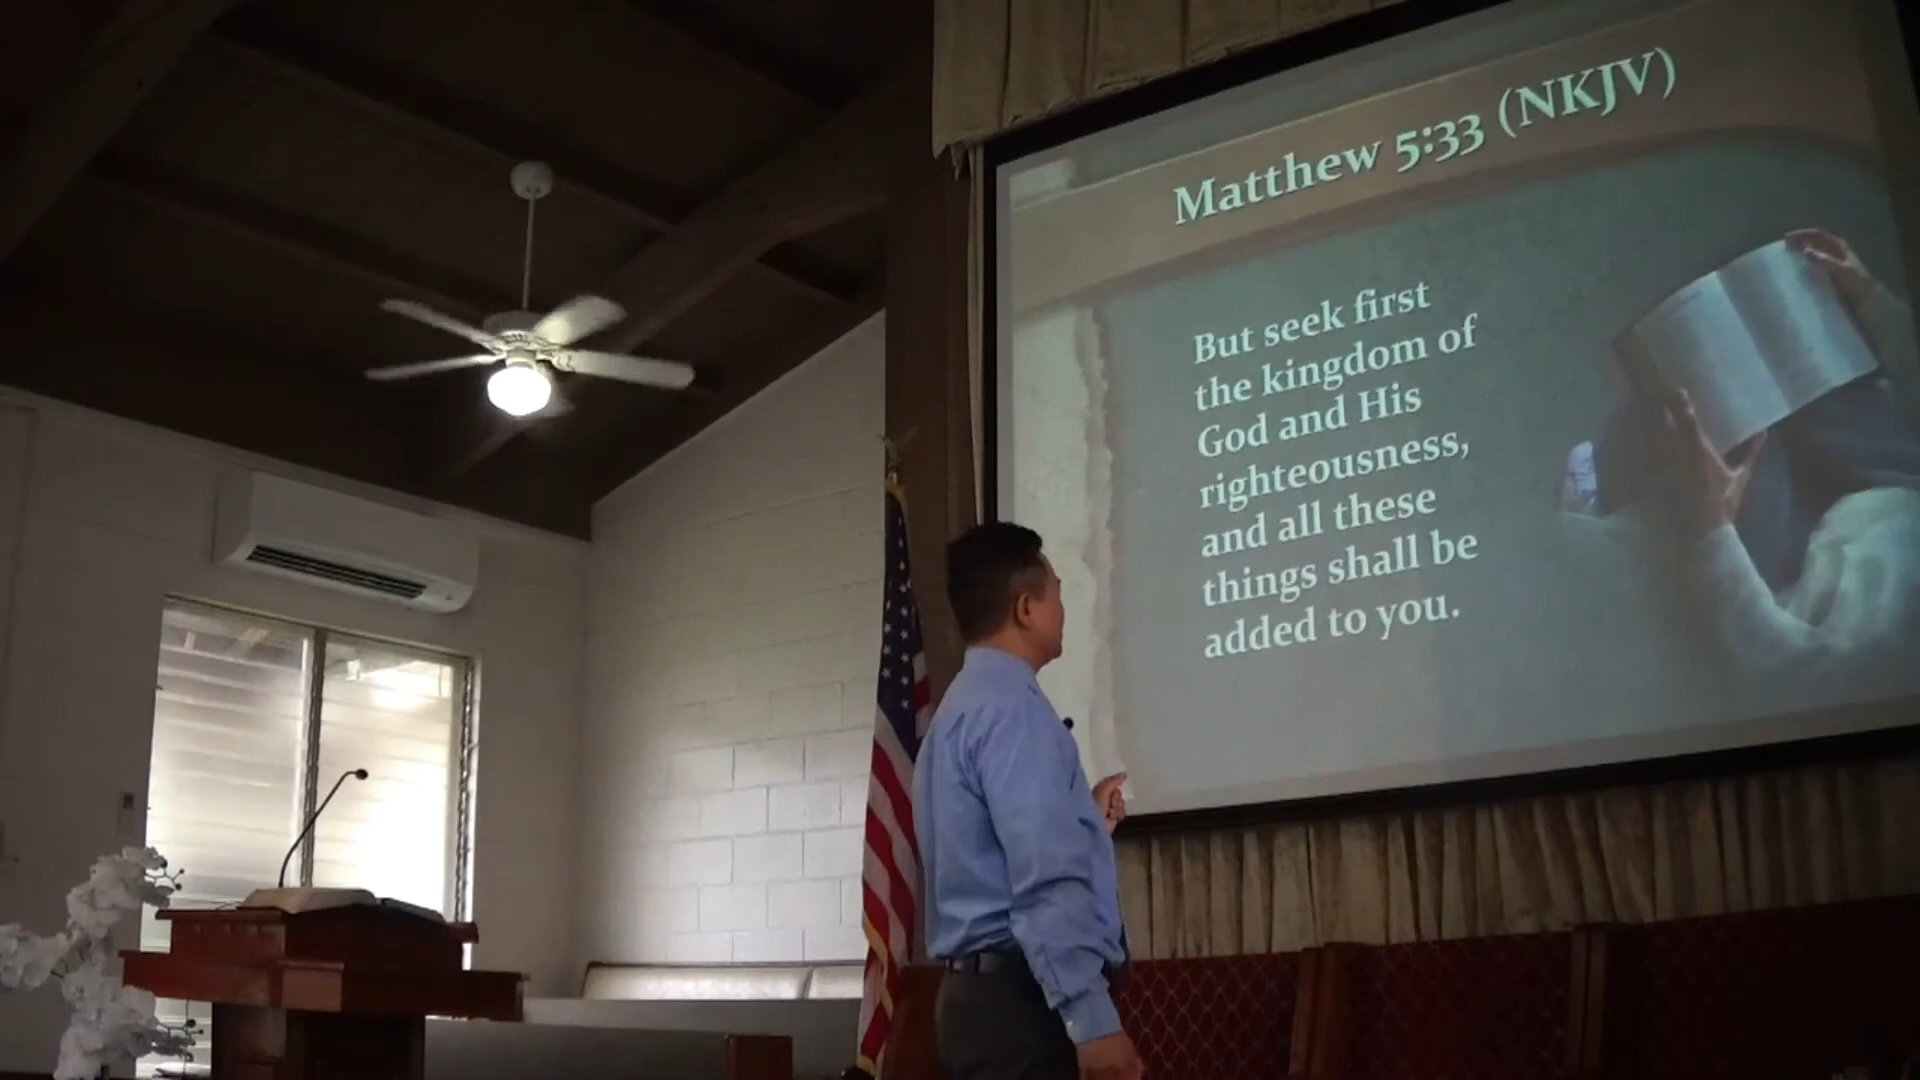 Matthew 5:33 (NKJV)
But seek first
the kingdom of
God and His
righteousness,
and all these
things shall be
added to you.